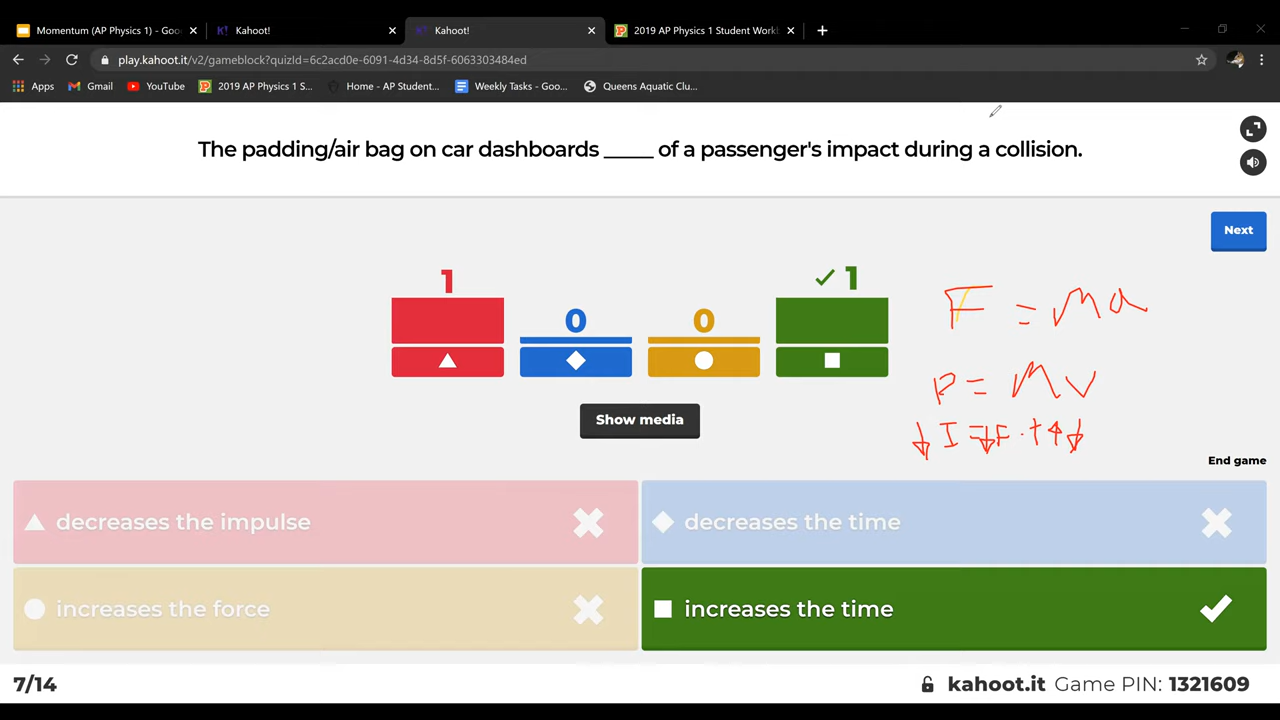 Momentum (AP Physics 1) - Goo
Kahoot!
Kahoot!
2019 AP Physics 1 Student Workb
play.kahoot.it/v2/gameblock?quizId=6c2acd0e-6091-4d34-8d5f-6063303484ed
Apps
Gmail
YouTube
2019 AP Physics 1 S...
Home - AP Student...
Weekly Tasks - Goo...
Queens Aquatic Clu...
The padding/air bag on car dashboards _____ of a passenger's impact during a collision.
Next
1
0
0
✓ 1
F = ma
P = mv
↓ I = ↓F · t↑↓
Show media
End game
decreases the impulse
decreases the time
increases the force
increases the time
7/14
kahoot.it Game PIN: 1321609